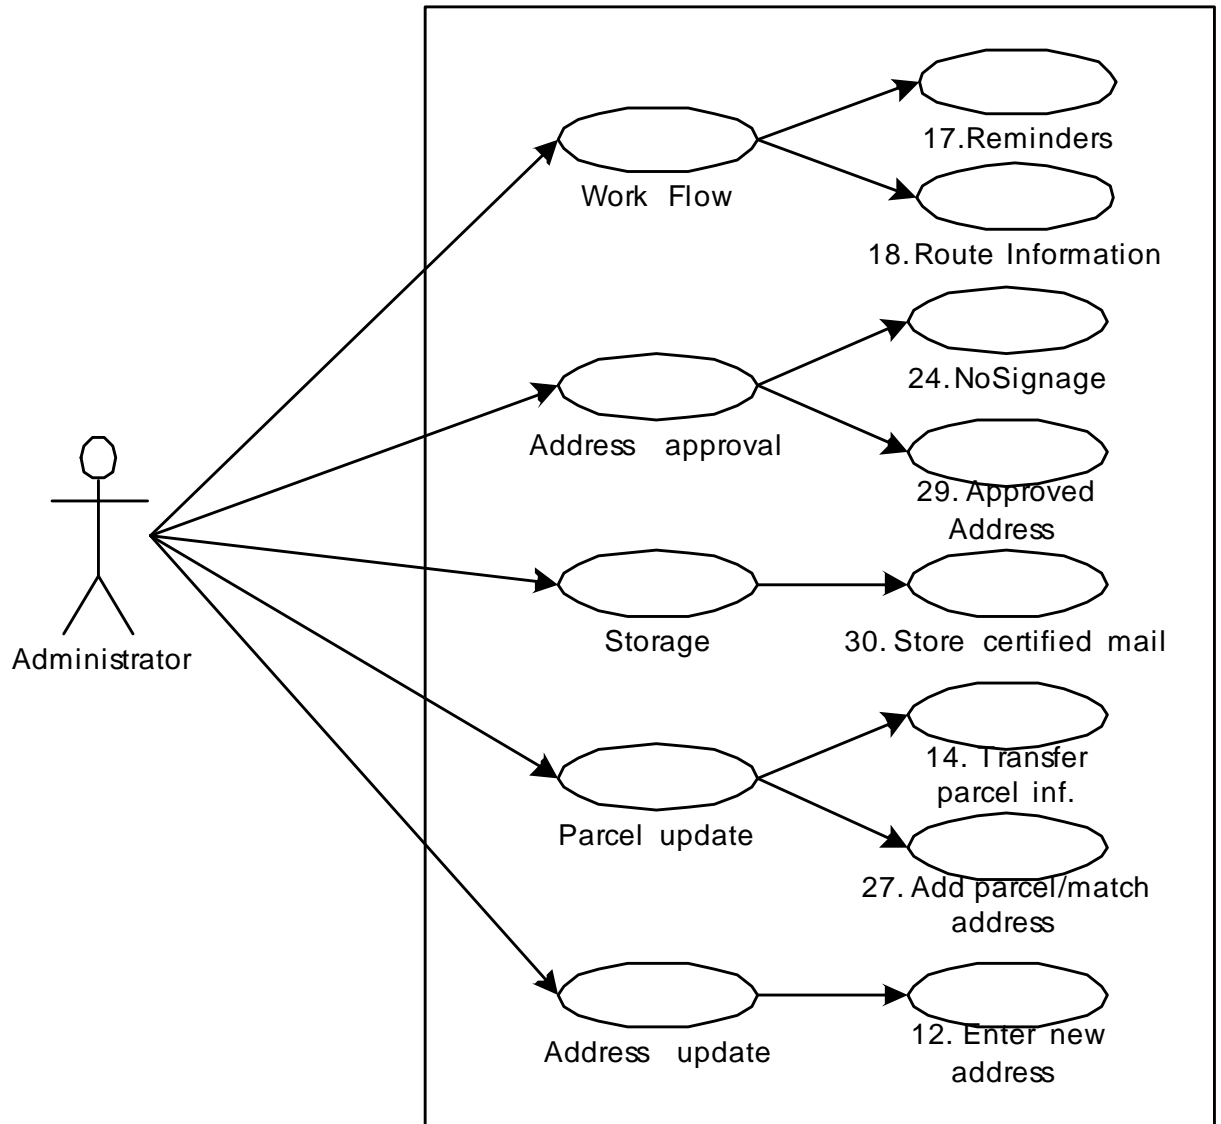 17.Reminders
Work Flow
18.Route Information
24.NoSignage
Address approval
29. Approved
Address
Administrator
Storage
30. Store certified mail
14. Transfer
parcel inf.
Parcel update
27. Add parcel/match
address
12. Enter new
address
Address update